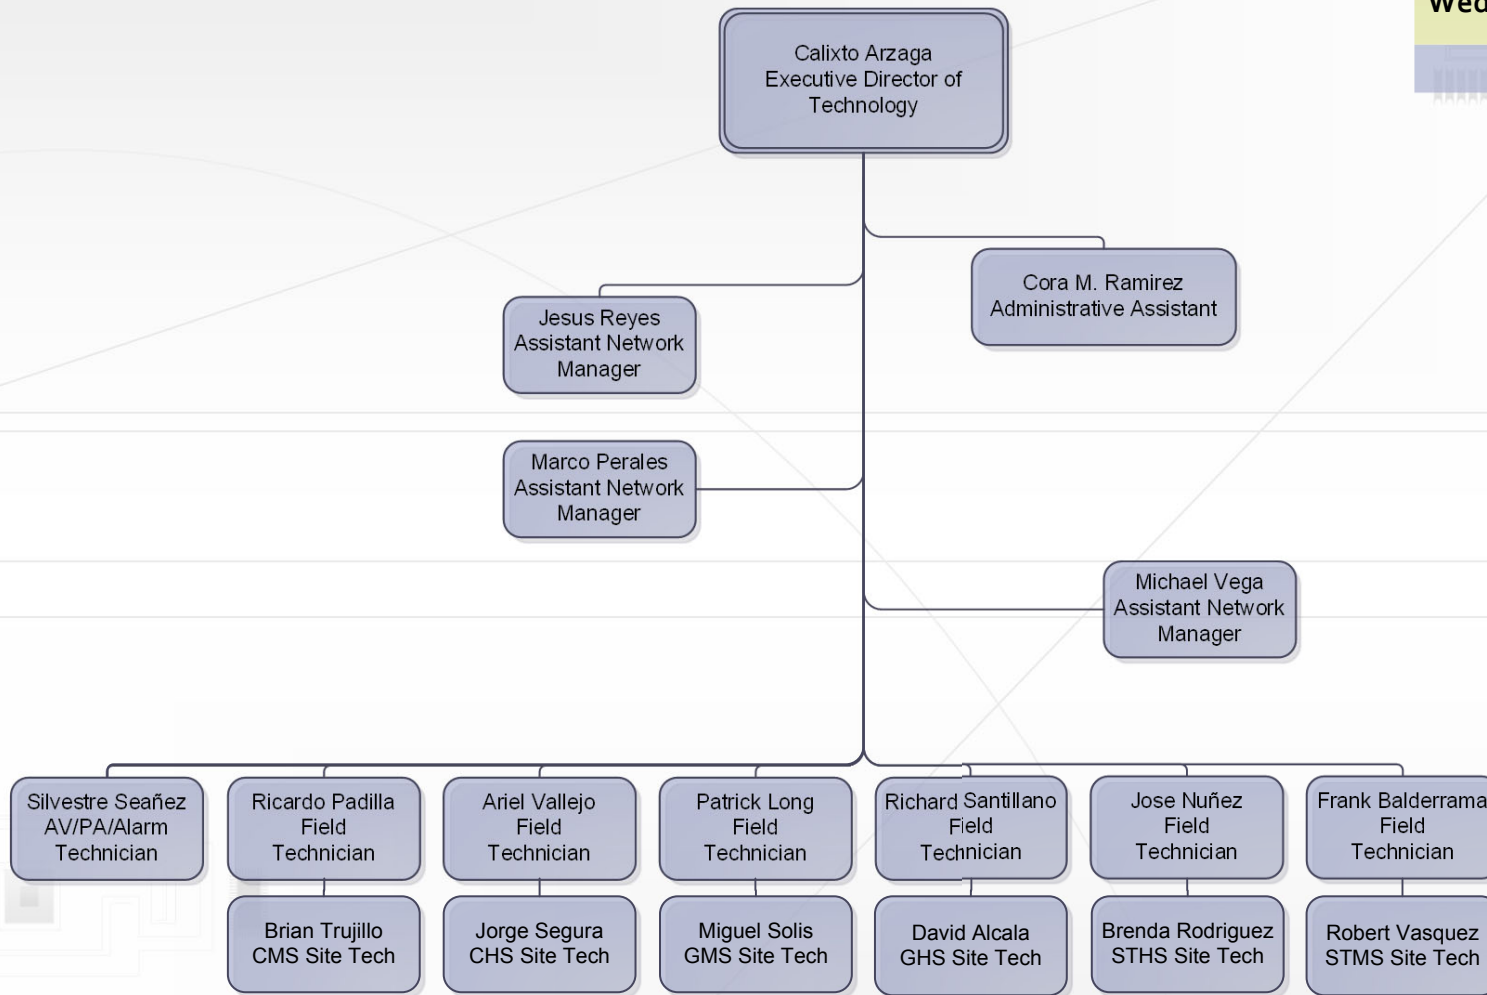 Wed
Calixto Arzaga
Executive Director of
Technology
Cora M. Ramirez
Administrative Assistant
Jesus Reyes
Assistant Network
Manager
Marco Perales
Assistant Network
Manager
Michael Vega
Assistant Network
Manager
Silvestre Seañez
AV/PA/Alarm
Technician
Ricardo Padilla
Field
Technician
Ariel Vallejo
Field
Technician
Patrick Long
Field
Technician
Richard Santillano
Field
Technician
Jose Nuñez
Field
Technician
Frank Balderrama
Field
Technician
Brian Trujillo
CMS Site Tech
Jorge Segura
CHS Site Tech
Miguel Solis
GMS Site Tech
David Alcala
GHS Site Tech
Brenda Rodriguez
STHS Site Tech
Robert Vasquez
STMS Site Tech